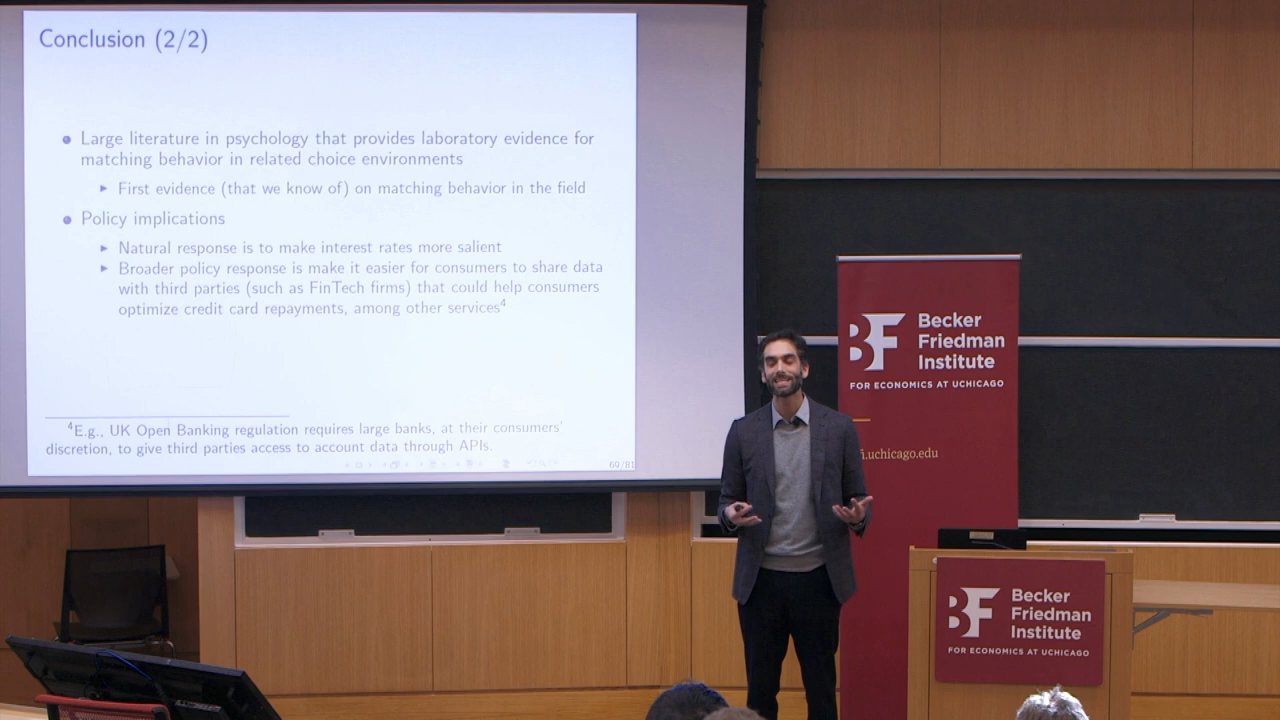 Conclusion (2/2)
Large literature in psychology that provides laboratory evidence for
matching behavior in related choice environments
First evidence (that we know of) on matching behavior in the field
Policy implications
Natural response is to make interest rates more salient
Broader policy response is make it easier for consumers to share data
with third parties (such as FinTech firms) that could help consumers
optimize credit card repayments, among other services⁴
⁴E.g., UK Open Banking regulation requires large banks, at their consumers'
discretion, to give third parties access to account data through APIs.
69/81
BF
Becker
Friedman
Institute
FOR ECONOMICS AT UCHICAGO
.uchicago.edu
BF
Becker
Friedman
Institute
FOR ECONOMICS AT UCHICAGO